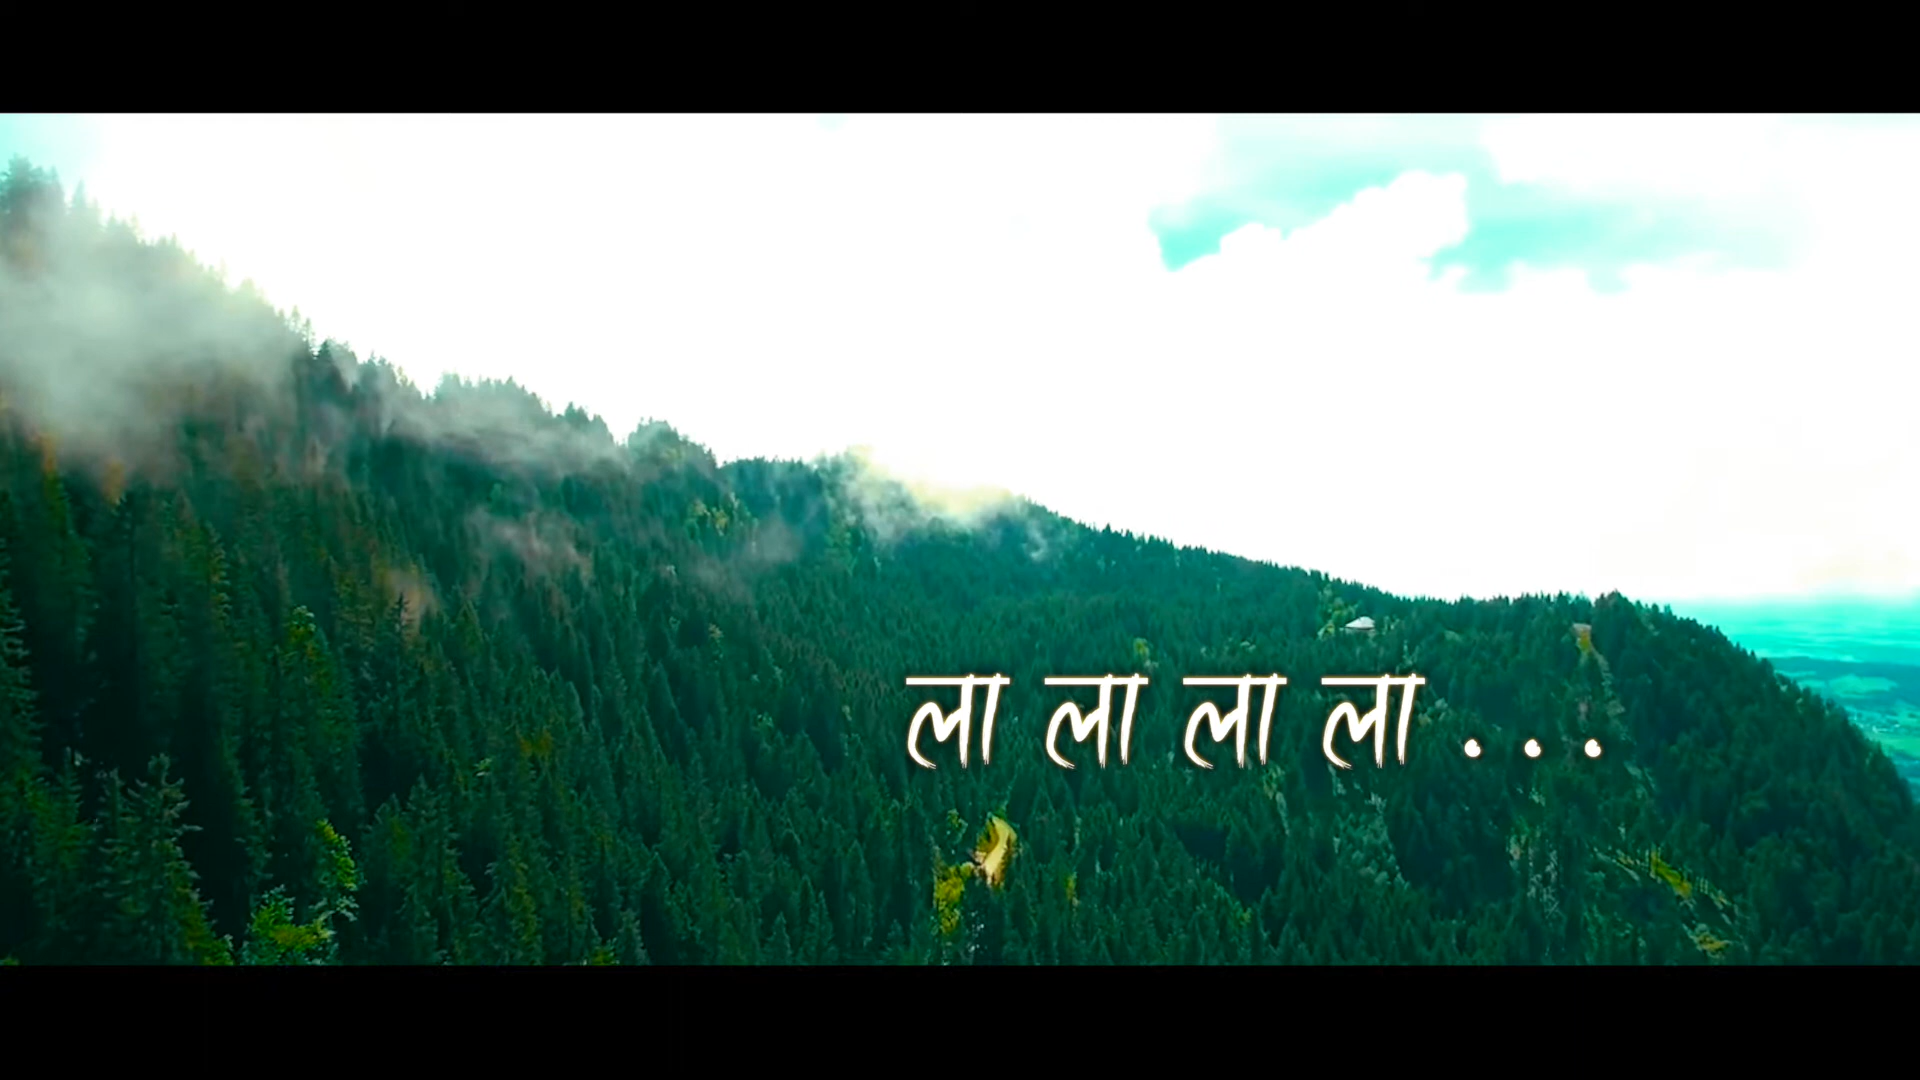 ला ला ला ला . . .